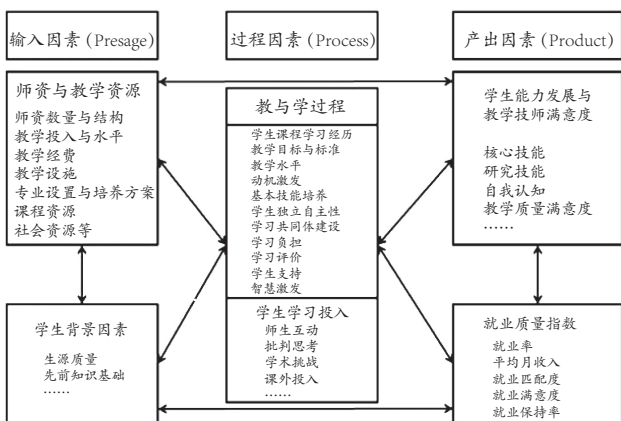 输入因素 (Presage)
过程因素 (Process)
产出因素 (Product)
师资与教学资源
师资数量与结构
教学投入与水平
教学经费
教学设施
专业设置与培养方案
课程资源
社会资源等
学生背景因素
生源质量
先前知识基础
......
教与学过程
学生课程学习经历
教学目标与标准
教学水平
动机激发
基本技能培养
学生独立自主性
学习共同体建设
学习负担
学习评价
学生支持
智慧激发
学生学习投入
师生互动
批判思考
学术挑战
课外投入
......
学生能力发展与
教学技师满意度
核心技能
研究技能
自我认知
教学质量满意度
......
就业质量指数
就业率
平均月收入
就业匹配度
就业满意度
就业保持率